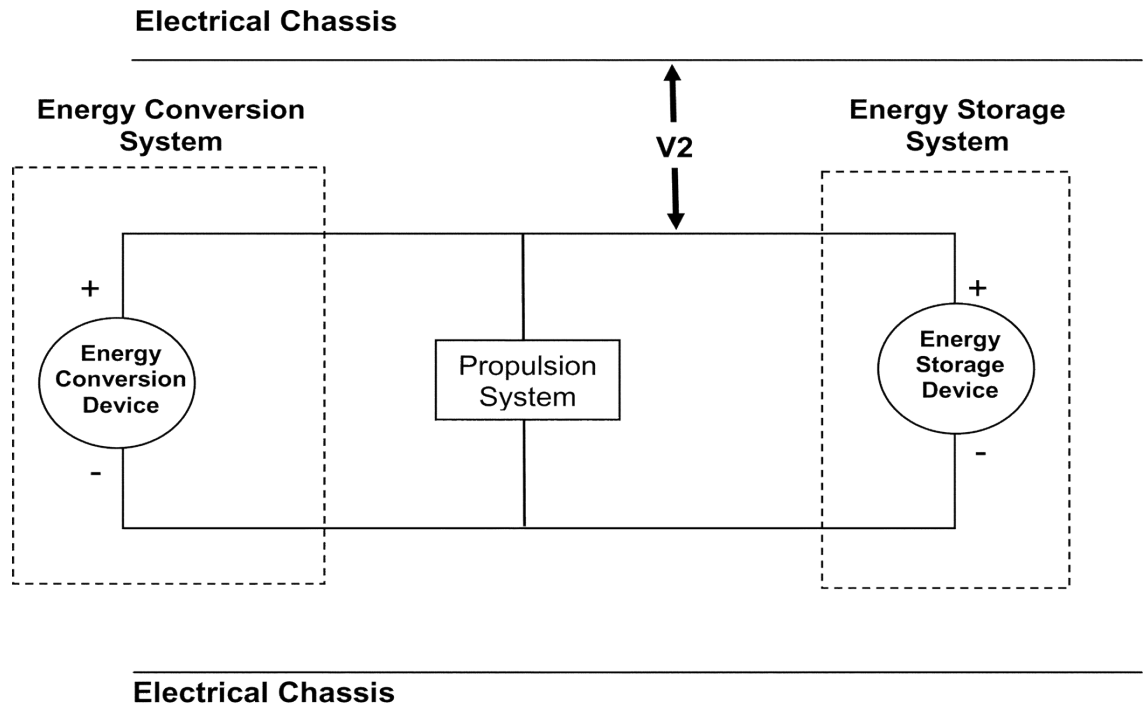 Electrical Chassis
Energy Conversion
System
Energy Storage
System
V2
+
+
Energy
Conversion
Device
Propulsion
System
Energy
Storage
Device
-
-
Electrical Chassis